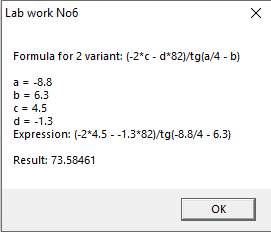 Lab work No6
Formula for 2 variant: (-2*c - d*82)/tg(a/4 - b)
a = -8.8
b = 6.3
c = 4.5
d = -1.3
Expression: (-2*4.5 - -1.3*82)/tg(-8.8/4 - 6.3)
Result: 73.58461
OK